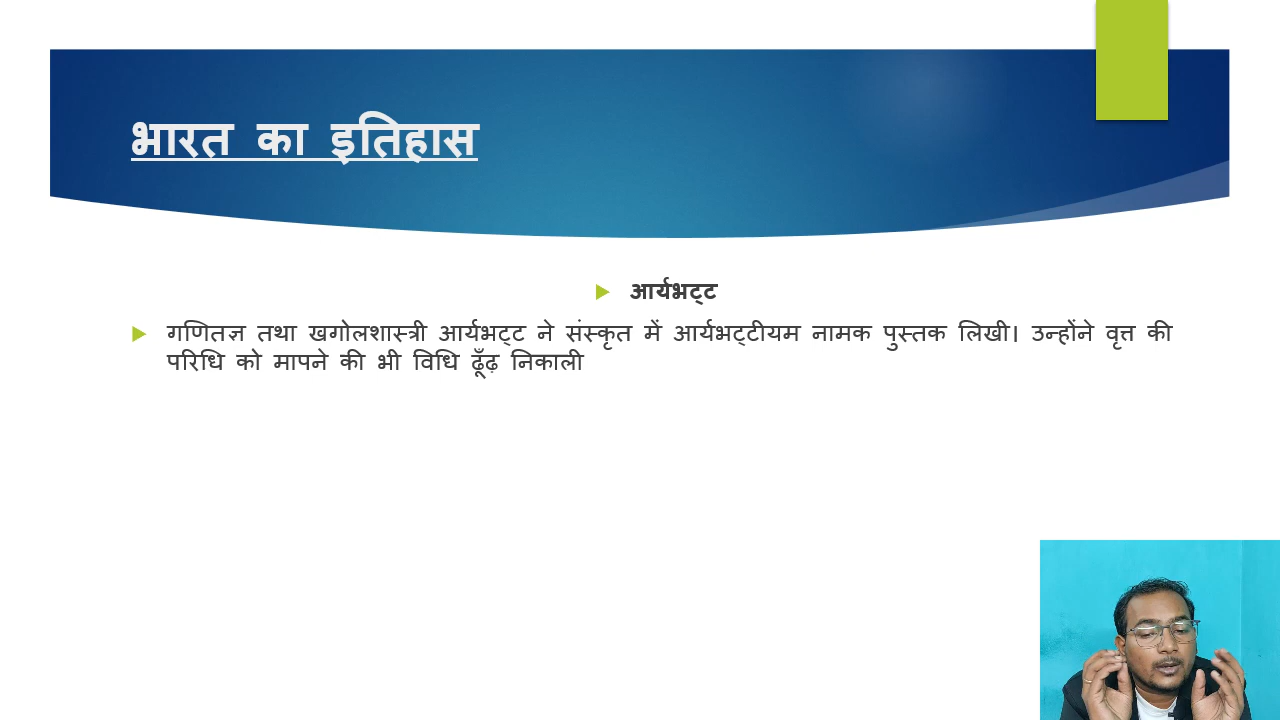 भारत का इतिहास
आर्यभट्ट
गणितज्ञ तथा खगोलशास्त्री आर्यभट्ट ने संस्कृत में आर्यभट्टीयम नामक पुस्तक लिखी। उन्होंने वृत्त की
परिधि को मापने की भी विधि ढूँढ़ निकाली